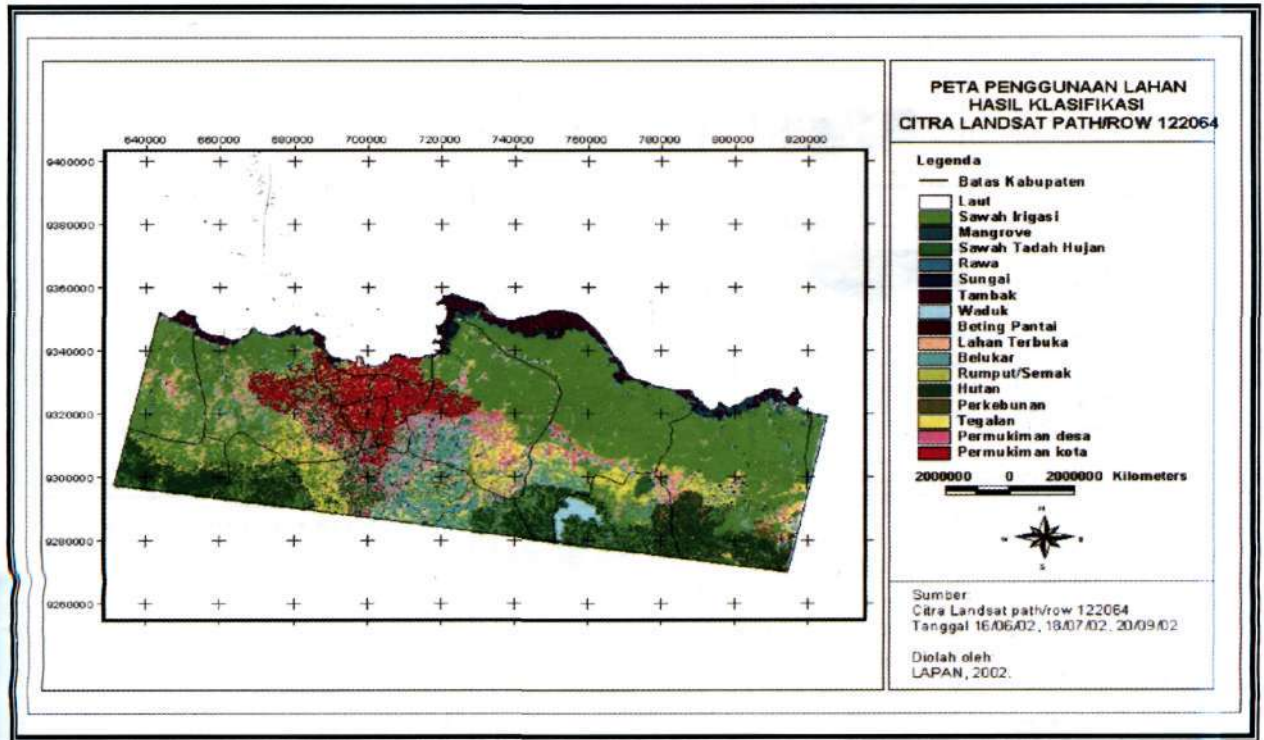 PETA PENGGUNAAN LAHAN
HASIL KLASIFIKASI
CITRA LANDSAT PATH/ROW 122064
640000 660000 680000 700000 720000 740000 760000 780000 800000 820000
9400000
9380000
9360000
9340000
9320000
9300000
9280000
9260000
Legenda
Batas Kabupaten
Laut
Sawah Irigasi
Mangrove
Sawah Tadah Hujan
Rawa
Sungai
Tambak
Waduk
Beting Pantai
Lahan Terbuka
Belukar
Rumput/Semak
Hutan
Perkebunan
Tegalan
Permukiman desa
Permukiman kota
2000000 0 2000000 Kilometers
S
Sumber
Citra Landsat path/row 122064
Tanggal 16/06/02, 18/07/02, 20/09/02
Diolah oleh
LAPAN, 2002.